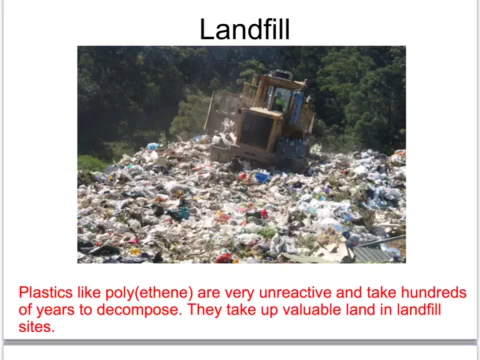 Landfill
Plastics like poly(ethene) are very unreactive and take hundreds
of years to decompose. They take up valuable land in landfill
sites.